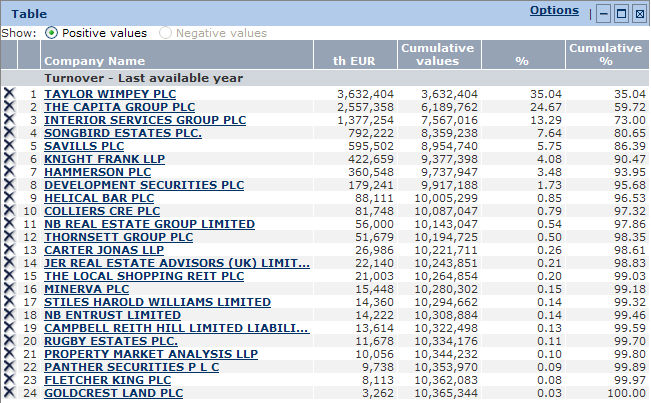 Table Options
Show: Positive values Negative values
Company Name th EUR Cumulative values % Cumulative %
Turnover - Last available year
1 TAYLOR WIMPEY PLC 3,632,404 3,632,404 35.04 35.04
2 THE CAPITA GROUP PLC 2,557,358 6,189,762 24.67 59.72
3 INTERIOR SERVICES GROUP PLC 1,377,254 7,567,016 13.29 73.00
4 SONGBIRD ESTATES PLC. 792,222 8,359,238 7.64 80.65
5 SAVILLS PLC 595,502 8,954,740 5.75 86.39
6 KNIGHT FRANK LLP 422,659 9,377,398 4.08 90.47
7 HAMMERSON PLC 360,548 9,737,947 3.48 93.95
8 DEVELOPMENT SECURITIES PLC 179,241 9,917,188 1.73 95.68
9 HELICAL BAR PLC 88,111 10,005,299 0.85 96.53
10 COLLIERS CRE PLC 81,748 10,087,047 0.79 97.32
11 NB REAL ESTATE GROUP LIMITED 56,000 10,143,047 0.54 97.86
12 THORNSETT GROUP PLC 51,679 10,194,725 0.50 98.35
13 CARTER JONAS LLP 26,986 10,221,711 0.26 98.61
14 JER REAL ESTATE ADVISORS (UK) LIMIT... 22,140 10,243,851 0.21 98.83
15 THE LOCAL SHOPPING REIT PLC 21,003 10,264,854 0.20 99.03
16 MINERVA PLC 15,448 10,280,302 0.15 99.18
17 STILES HAROLD WILLIAMS LIMITED 14,360 10,294,662 0.14 99.32
18 NB ENTRUST LIMITED 14,222 10,308,884 0.14 99.46
19 CAMPBELL REITH HILL LIMITED LIABILI... 13,614 10,322,498 0.13 99.59
20 RUGBY ESTATES PLC. 11,678 10,334,176 0.11 99.70
21 PROPERTY MARKET ANALYSIS LLP 10,056 10,344,232 0.10 99.80
22 PANTHER SECURITIES P L C 9,738 10,353,970 0.09 99.89
23 FLETCHER KING PLC 8,113 10,362,083 0.08 99.97
24 GOLDCREST LAND PLC 3,262 10,365,344 0.03 100.00